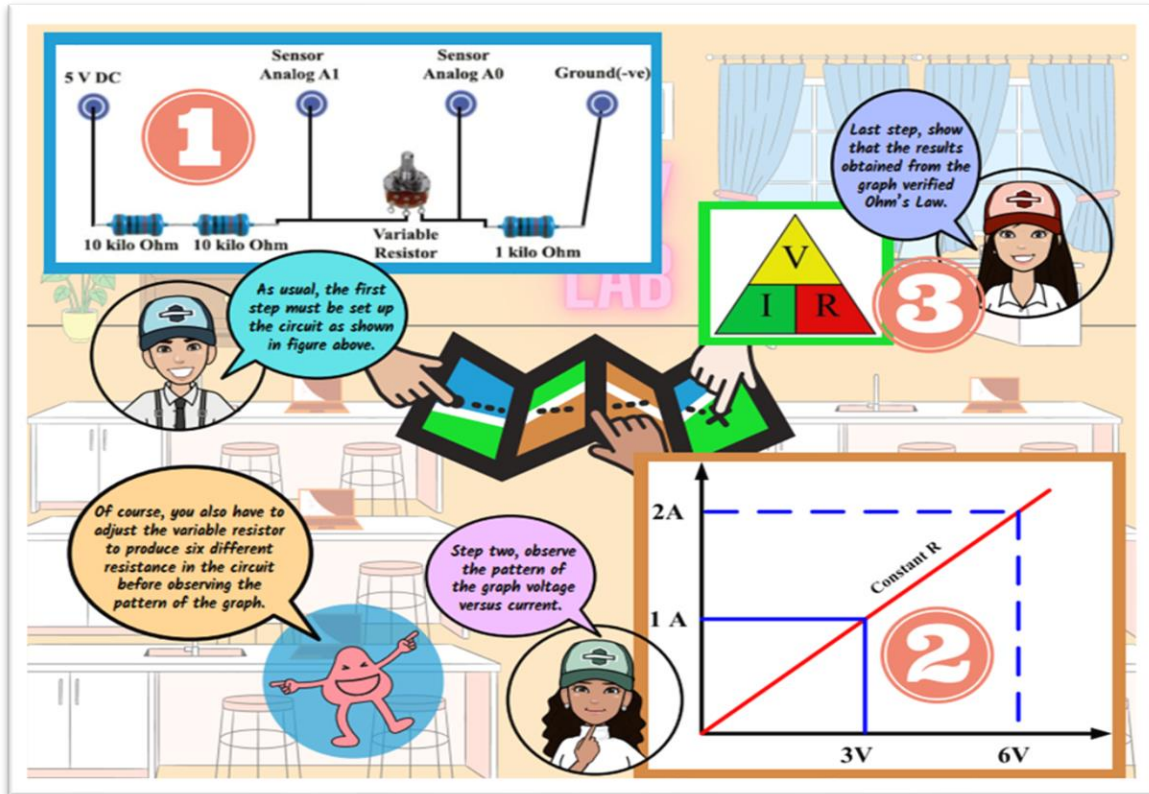 Sensor
Analog A1
Sensor
Analog A0
5 V DC
Ground(-ve)
1
10 kilo Ohm
10 kilo Ohm
Variable
Resistor
1 kilo Ohm
As usual, the first
step must be set up
the circuit as shown
in figure above.
LAB
Last step, show
that the results
obtained from the
graph verified
Ohm's Law.
V
I
R
3
Of course, you also have to
adjust the variable resistor
to produce six different
resistance in the circuit
before observing the
pattern of the graph.
Step two, observe
the pattern of
the graph voltage
versus current.
2A
1 A
Constant R
2
3V
6V